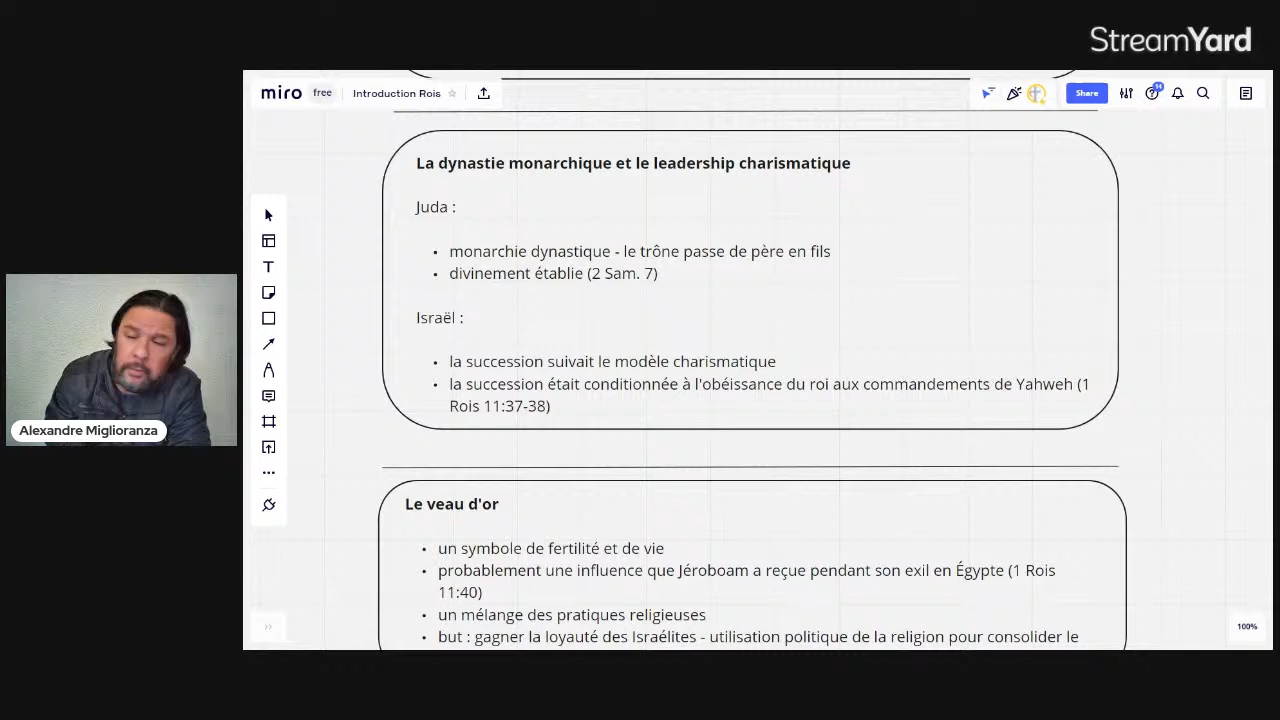 StreamYard
miro free Introduction Rois Share 14
La dynastie monarchique et le leadership charismatique
Juda :
• monarchie dynastique - le trône passe de père en fils
• divinement établie (2 Sam. 7)
Israël :
• la succession suivait le modèle charismatique
• la succession était conditionnée à l'obéissance du roi aux commandements de Yahweh (1
Rois 11:37-38)
Alexandre Miglioranza
Le veau d'or
• un symbole de fertilité et de vie
• probablement une influence que Jéroboam a reçue pendant son exil en Égypte (1 Rois
11:40)
• un mélange des pratiques religieuses
• but : gagner la loyauté des Israélites - utilisation politique de la religion pour consolider le
100%